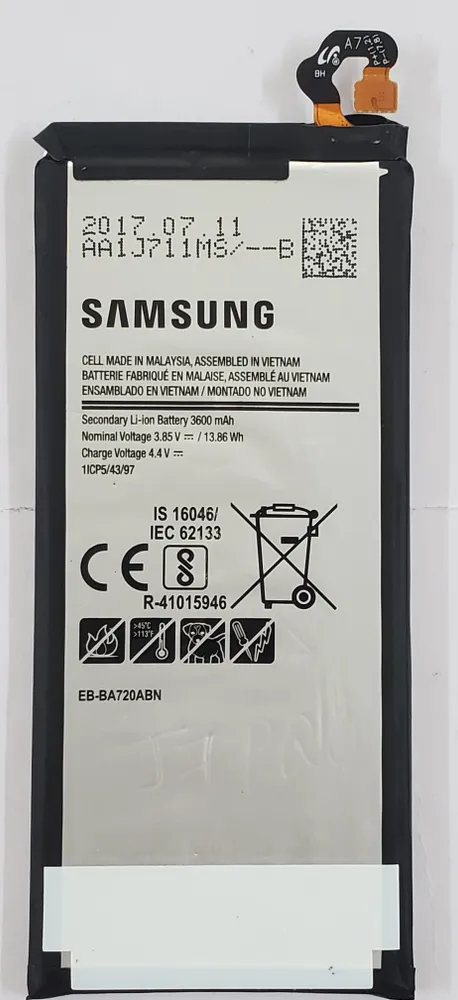 A7
BH
2017.07.11
AA1J711MS/--B
SAMSUNG
CELL MADE IN MALAYSIA, ASSEMBLED IN VIETNAM
BATTERIE FABRIQUÉ EN MALAISE, ASSEMBLÉ AU VIETNAM
ENSAMBLADO EN VIETNAM / MONTADO NO VIETNAM
Secondary Li-ion Battery 3600 mAh
Nominal Voltage 3.85 V ⎓ / 13.86 Wh
Charge Voltage 4.4 V ⎓
1ICP5/43/97
IS 16046/
IEC 62133
CE
R-41015946
>45°C
>113°F
EB-BA720ABN